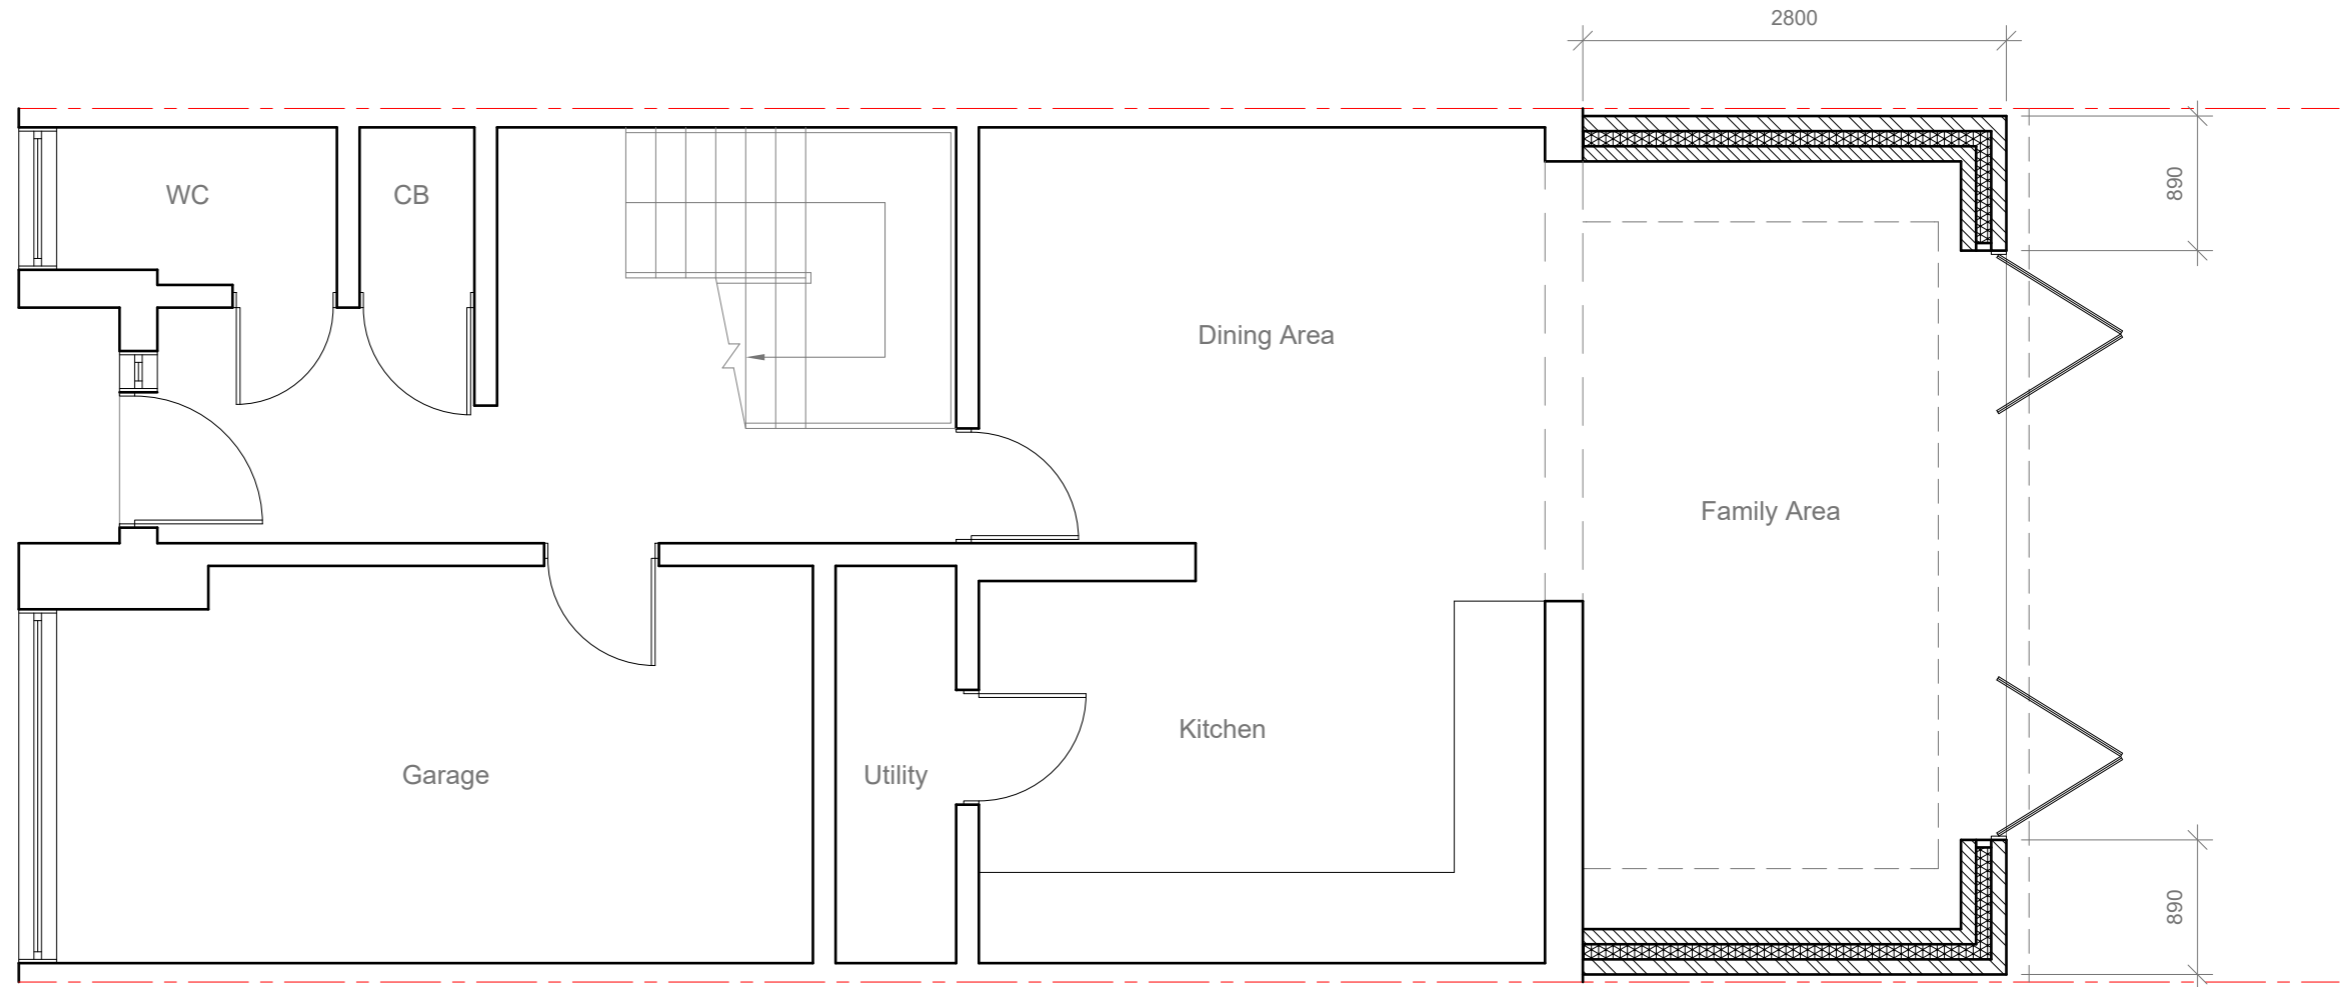 2800
WC
CB
890
Dining Area
Family Area
Kitchen
Garage
Utility
890